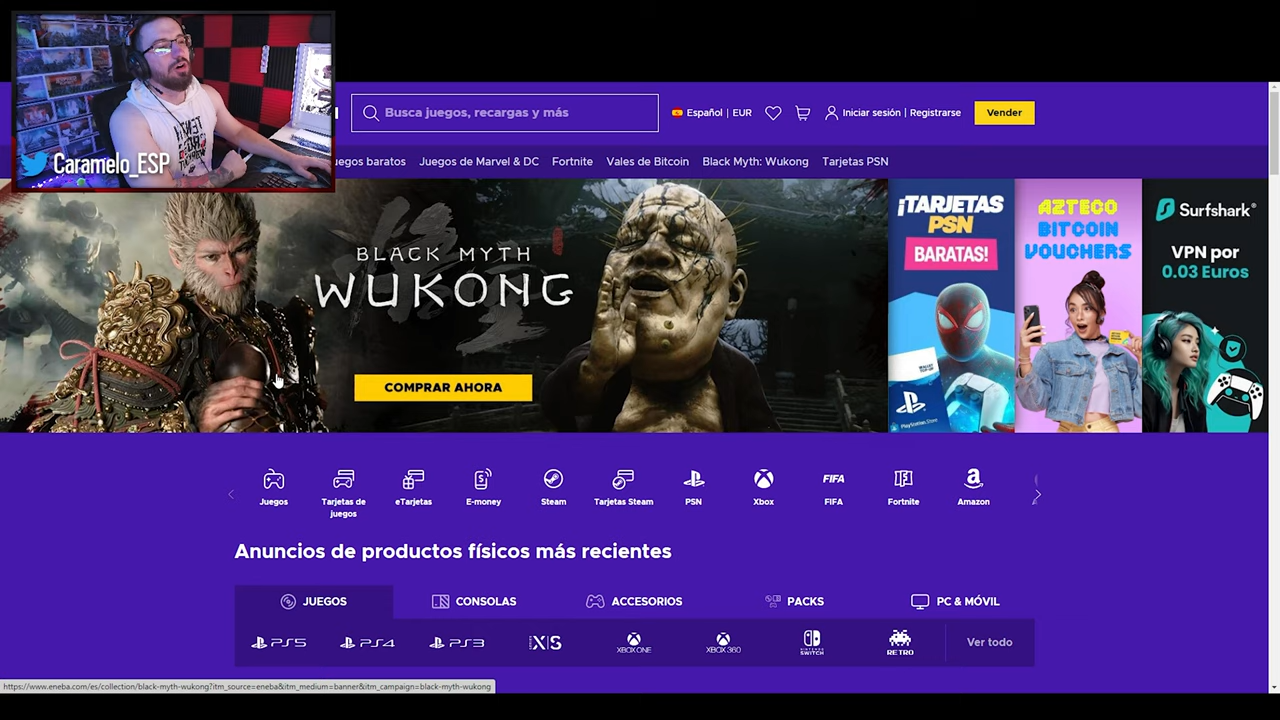 Caramelo_ESP
Busca juegos, recargas y más
Español | EUR
Iniciar sesión | Registrarse
Vender
uegos baratos
Juegos de Marvel & DC
Fortnite
Vales de Bitcoin
Black Myth: Wukong
Tarjetas PSN
BLACK MYTH
WUKONG
COMPRAR AHORA
¡TARJETAS
PSN
BARATAS!
PlayStation Store
AZTECO
BITCOIN
VOUCHERS
Surfshark®
VPN por
0.03 Euros
Juegos
Tarjetas de
juegos
eTarjetas
E-money
Steam
Tarjetas Steam
PSN
Xbox
FIFA
FIFA
Fortnite
Amazon
Anuncios de productos físicos más recientes
JUEGOS
CONSOLAS
ACCESORIOS
PACKS
PC & MÓVIL
PS5
PS4
PS3
SERIES X|S
XBOX ONE
XBOX 360
NINTENDO
SWITCH
RETRO
Ver todo
https://www.eneba.com/es/collection/black-myth-wukong?itm_source=eneba&itm_medium=banner&itm_campaign=black-myth-wukong